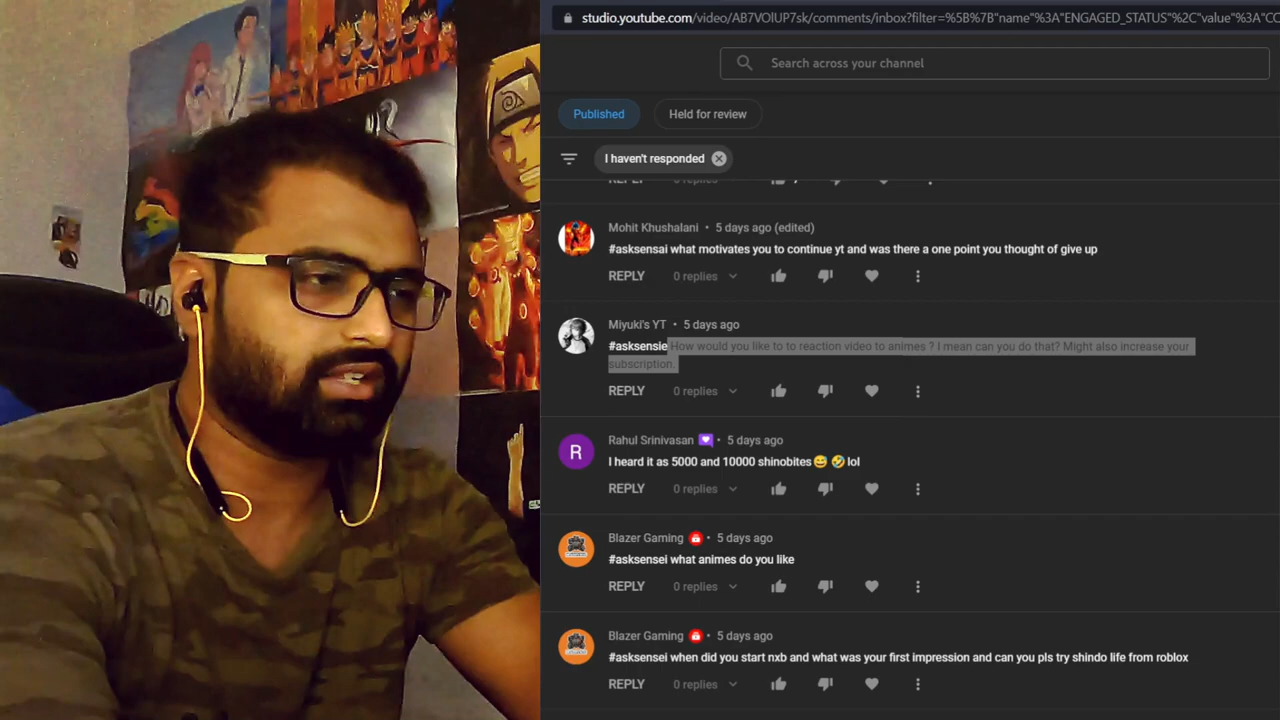 studio.youtube.com/video/AB7VOlUP7sk/comments/inbox?filter=%5B%7B"name"%3A"ENGAGED_STATUS"%2C"value"%3A"CO
Search across your channel
Published
Held for review
I haven't responded
REPLY 0 replies
Mohit Khushalani • 5 days ago (edited)
#asksensai what motivates you to continue yt and was there a one point you thought of give up
REPLY 0 replies
Miyuki's YT • 5 days ago
#asksensie How would you like to to reaction video to animes ? I mean can you do that? Might also increase your
subscription.
REPLY 0 replies
R
Rahul Srinivasan • 5 days ago
I heard it as 5000 and 10000 shinobites😅 🤣 lol
REPLY 0 replies
Blazer Gaming • 5 days ago
#asksensei what animes do you like
REPLY 0 replies
Blazer Gaming • 5 days ago
#asksensei when did you start nxb and what was your first impression and can you pls try shindo life from roblox
REPLY 0 replies